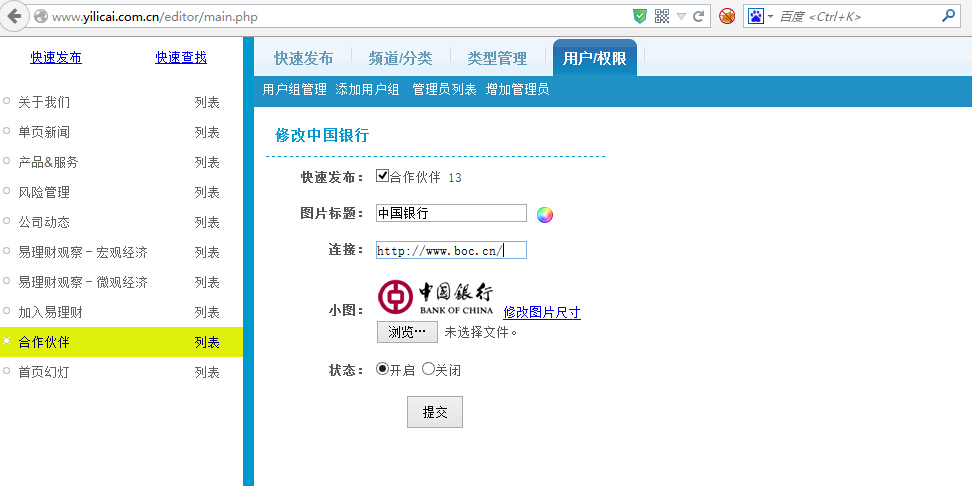 www.yilicai.com.cn/editor/main.php
百度 <Ctrl+K>
快速发布 快速查找
快速发布 频道/分类 类型管理 用户/权限
用户组管理 添加用户组 管理员列表 增加管理员
关于我们 列表
单页新闻 列表
产品&服务 列表
风险管理 列表
公司动态 列表
易理财观察－宏观经济 列表
易理财观察－微观经济 列表
加入易理财 列表
合作伙伴 列表
首页幻灯 列表
修改中国银行
快速发布： 合作伙伴 13
图片标题： 中国银行
连接： http://www.boc.cn/
小图： 中国银行
BANK OF CHINA 修改图片尺寸
浏览… 未选择文件。
状态： 开启 关闭
提交